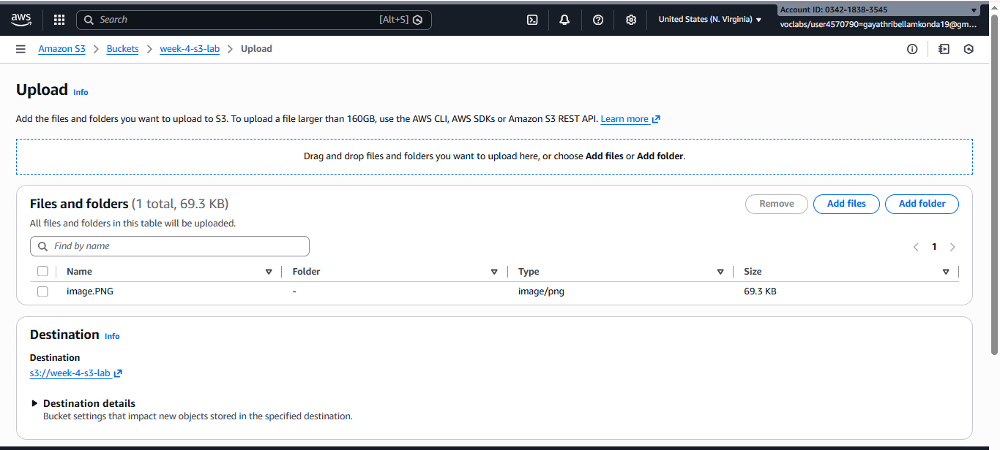 aws Search [Alt+S] United States (N. Virginia) Account ID: 0342-1838-3545
voclabs/user4570790=gayathribellamkonda19@gm...
Amazon S3 Buckets week-4-s3-lab Upload
Upload Info
Add the files and folders you want to upload to S3. To upload a file larger than 160GB, use the AWS CLI, AWS SDKs or Amazon S3 REST API. Learn more
Drag and drop files and folders you want to upload here, or choose Add files or Add folder.
Files and folders (1 total, 69.3 KB) Remove Add files Add folder
All files and folders in this table will be uploaded.
Find by name 1
Name Folder Type Size
image.PNG - image/png 69.3 KB
Destination Info
Destination
s3://week-4-s3-lab
Destination details
Bucket settings that impact new objects stored in the specified destination.